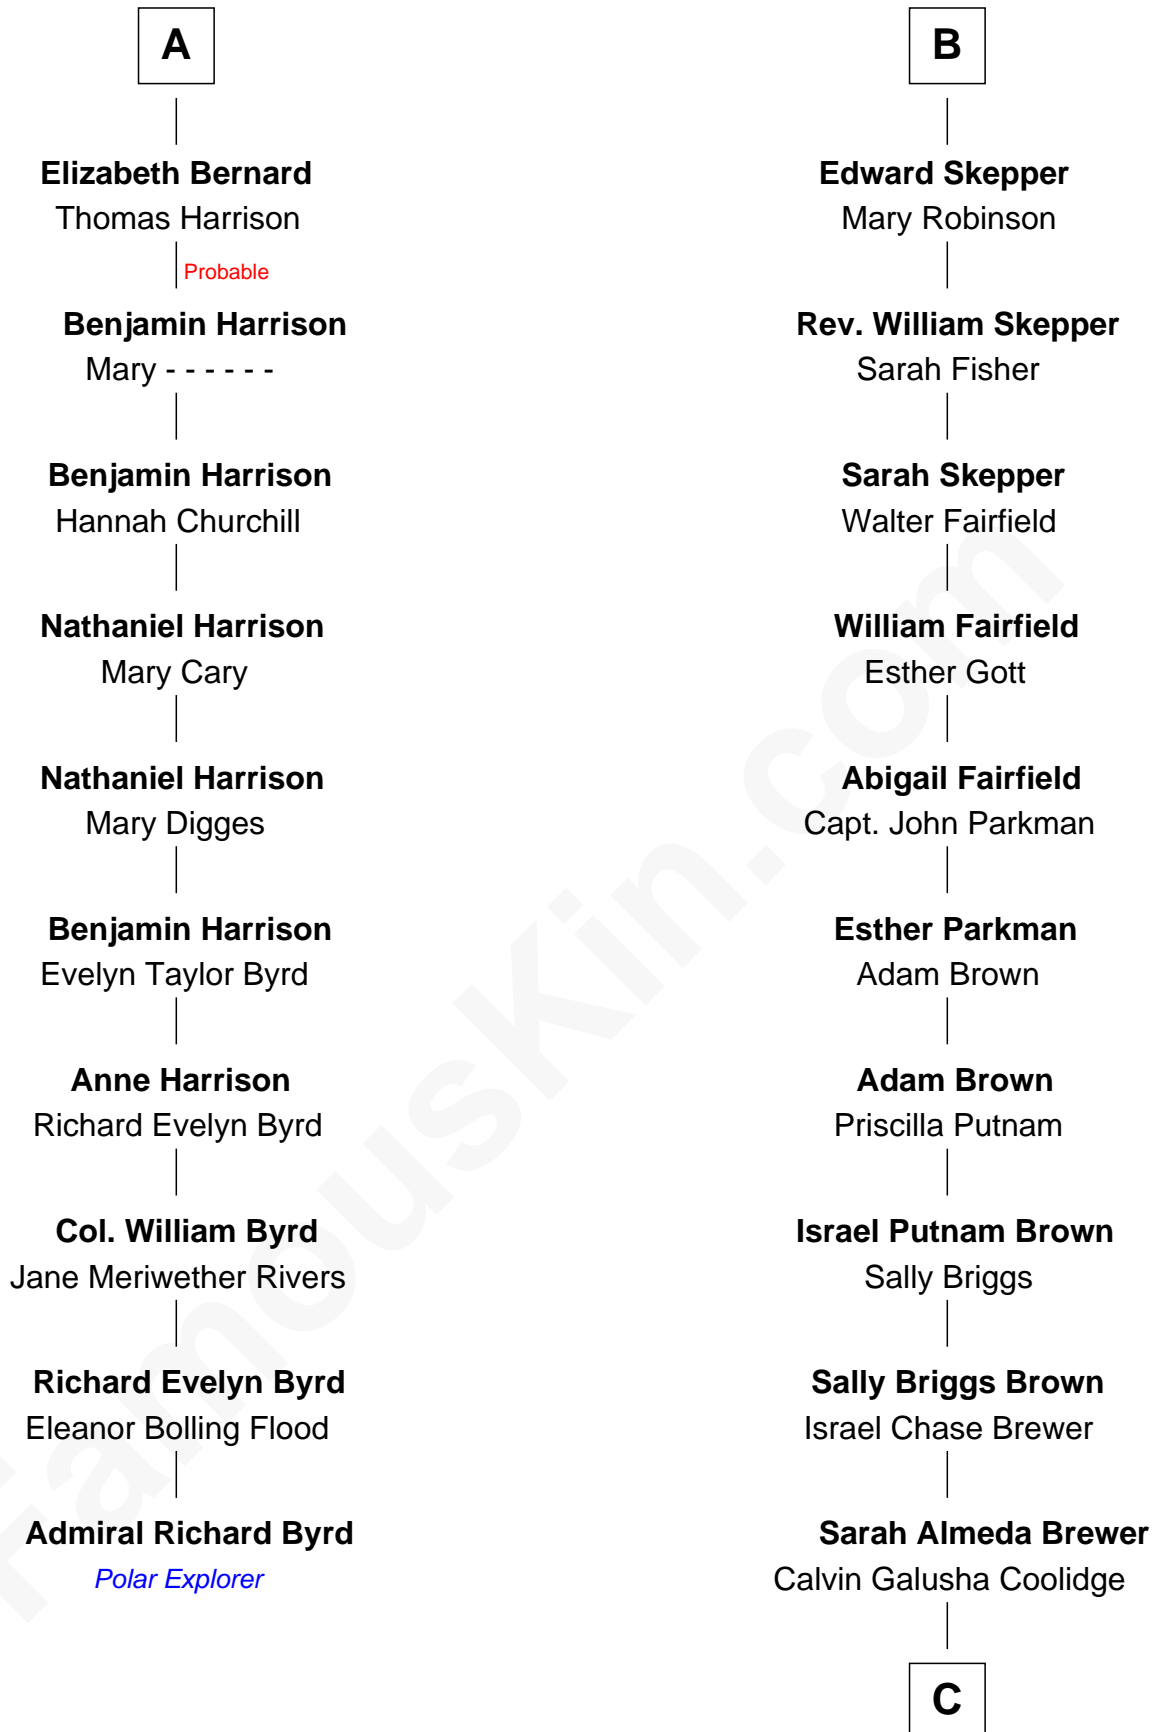 A
Elizabeth Bernard
Thomas Harrison
Probable
Benjamin Harrison
Mary - - - - - -
Benjamin Harrison
Hannah Churchill
Nathaniel Harrison
Mary Cary
Nathaniel Harrison
Mary Digges
Benjamin Harrison
Evelyn Taylor Byrd
Anne Harrison
Richard Evelyn Byrd
Col. William Byrd
Jane Meriwether Rivers
Richard Evelyn Byrd
Eleanor Bolling Flood
Admiral Richard Byrd
Polar Explorer
B
Edward Skepper
Mary Robinson
Rev. William Skepper
Sarah Fisher
Sarah Skepper
Walter Fairfield
William Fairfield
Esther Gott
Abigail Fairfield
Capt. John Parkman
Esther Parkman
Adam Brown
Adam Brown
Priscilla Putnam
Israel Putnam Brown
Sally Briggs
Sally Briggs Brown
Israel Chase Brewer
Sarah Almeda Brewer
Calvin Galusha Coolidge
C
FamousKin.com